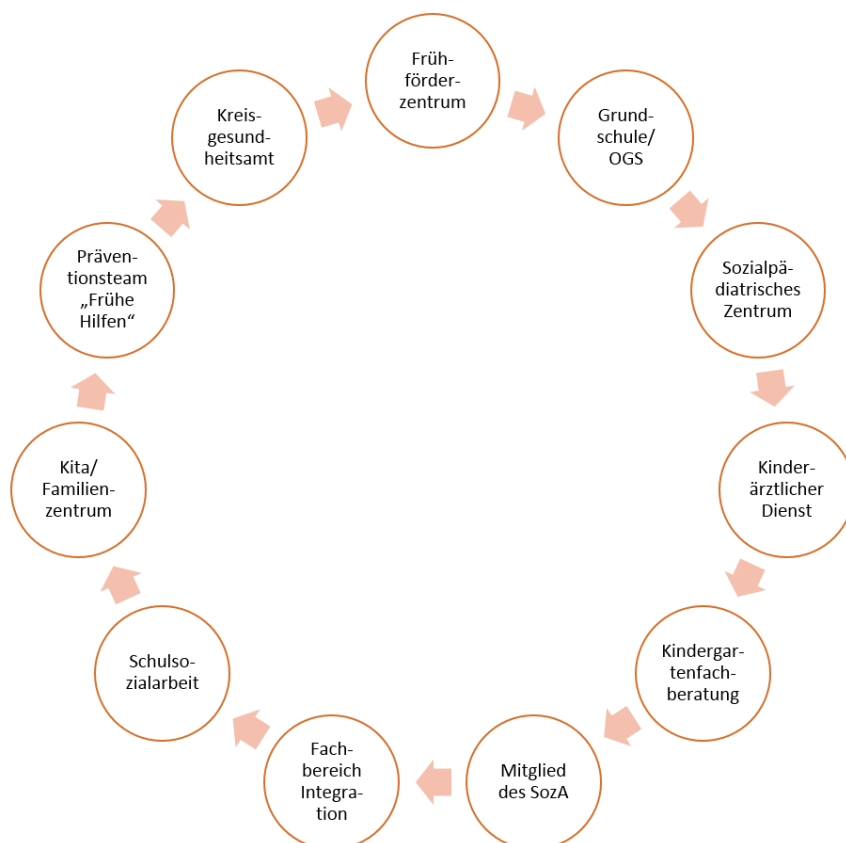 Früh-
förder-
zentrum
Grund-
schule/
OGS
Sozialpä-
diatrisches
Zentrum
Kinder-
ärztlicher
Dienst
Kindergar-
tenfach-
beratung
Mitglied
des SozA
Fach-
bereich
Integra-
tion
Schulso-
zialarbeit
Kita/
Familien-
zentrum
Präven-
tionsteam
„Frühe
Hilfen“
Kreis-
gesund-
heitsamt